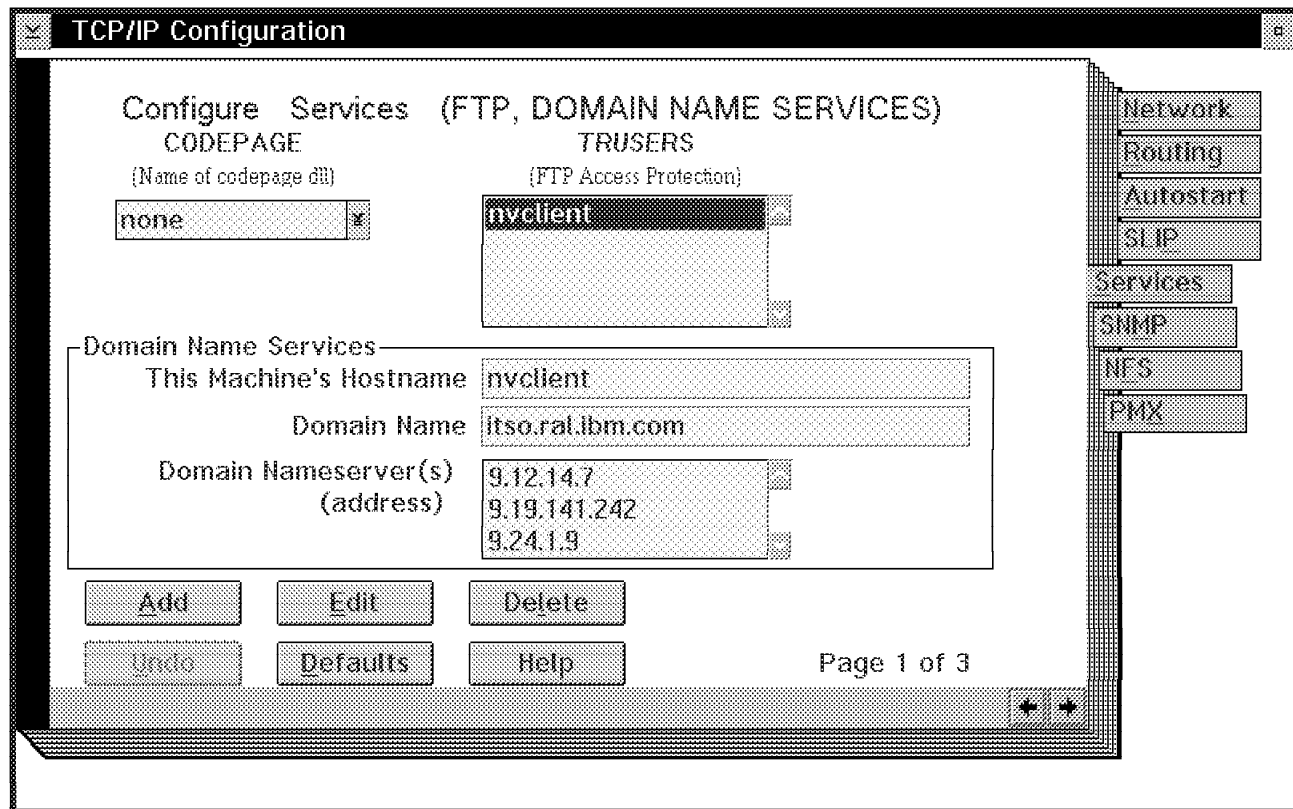 TCP/IP Configuration
Configure Services (FTP, DOMAIN NAME SERVICES)
CODEPAGE
(Name of codepage dll)
none
TRUSERS
(FTP Access Protection)
nvclient
Domain Name Services
This Machine's Hostname nvclient
Domain Name itso.ral.ibm.com
Domain Nameserver(s)
(address)
9.12.14.7
9.19.141.242
9.24.1.9
Add Edit Delete
Undo Defaults Help
Page 1 of 3
Network
Routing
Autostart
SLIP
Services
SNMP
NFS
PMX